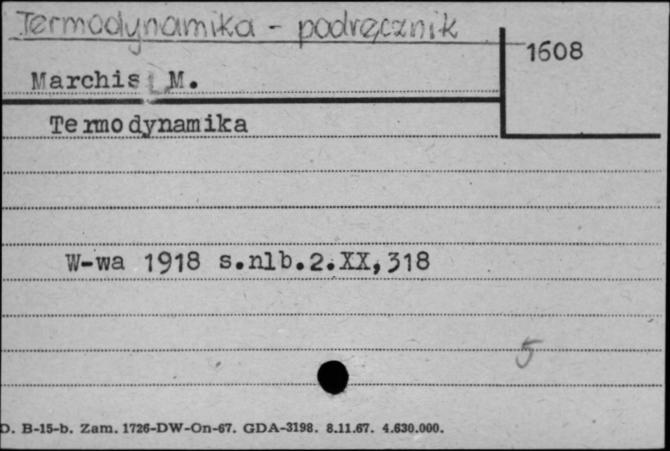 Termodynamika - podręcznik
1608
Marchis L M.
Termodynamika
W-wa 1918 s.nlb.2.XX,318
5
D. B-15-b. Zam. 1726-DW-On-67. GDA-3198. 8.11.67. 4.630.000.